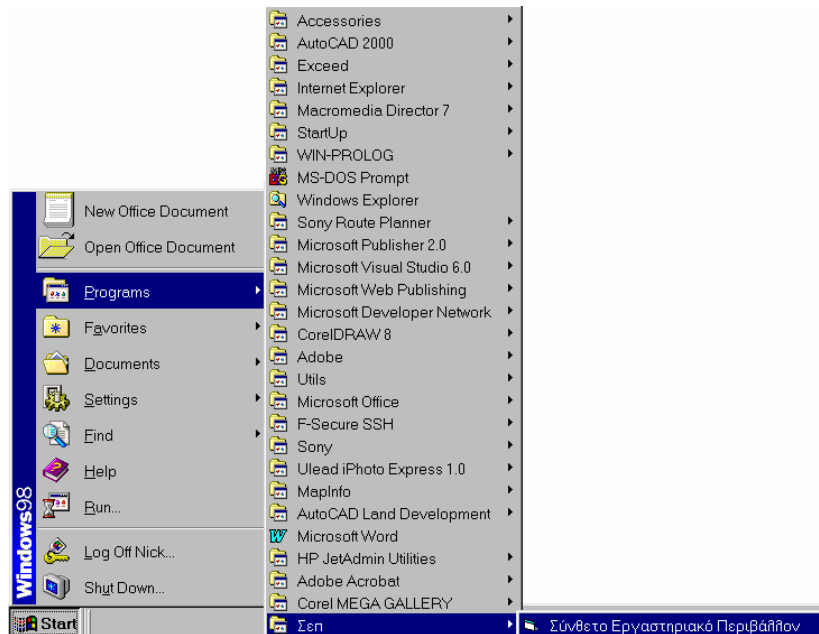 Accessories
AutoCAD 2000
Exceed
Internet Explorer
Macromedia Director 7
StartUp
WIN-PROLOG
MS-DOS Prompt
Windows Explorer
Sony Route Planner
Microsoft Publisher 2.0
Microsoft Visual Studio 6.0
Microsoft Web Publishing
Microsoft Developer Network
CorelDRAW 8
Adobe
Utils
Microsoft Office
F-Secure SSH
Sony
Ulead iPhoto Express 1.0
MapInfo
AutoCAD Land Development
Microsoft Word
HP JetAdmin Utilities
Adobe Acrobat
Corel MEGA GALLERY
Σεπ
Σύνθετο Εργαστηριακό Περιβάλλον
New Office Document
Open Office Document
Programs
Favorites
Documents
Settings
Find
Help
Run...
Log Off Nick...
Shut Down...
Windows98
Start